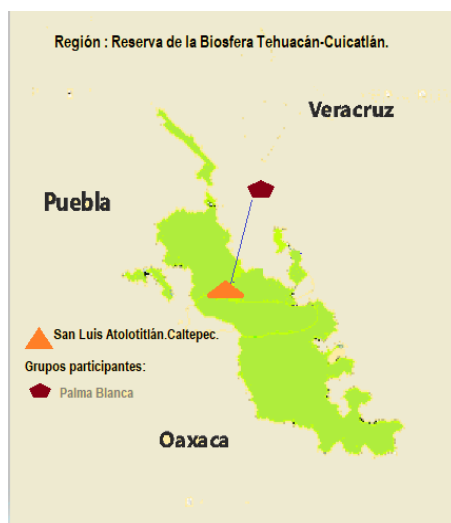 Región : Reserva de la Biosfera Tehuacán-Cuicatlán.
Veracruz
Puebla
San Luis Atolotitlán.Caltepec.
Grupos participantes:
Palma Blanca
Oaxaca